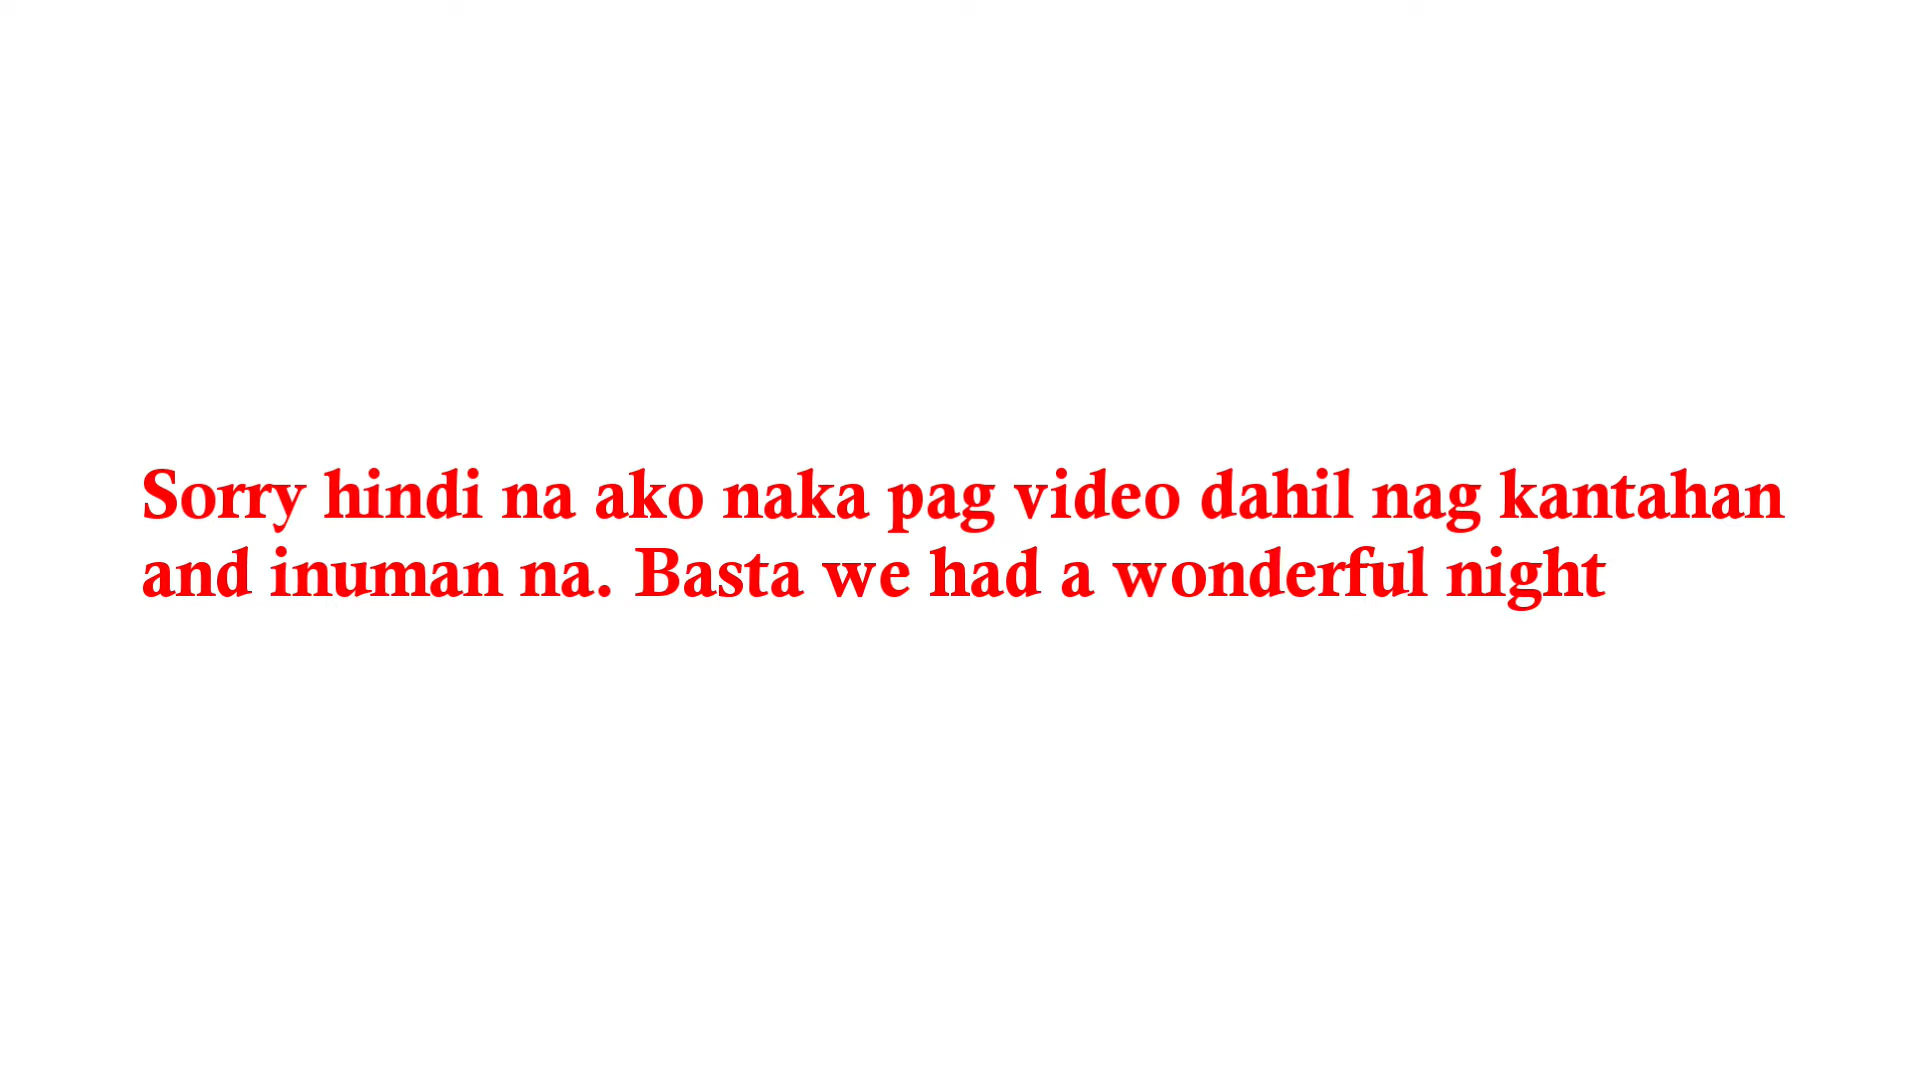 Sorry hindi na ako naka pag video dahil nag kantahan
and inuman na. Basta we had a wonderful night